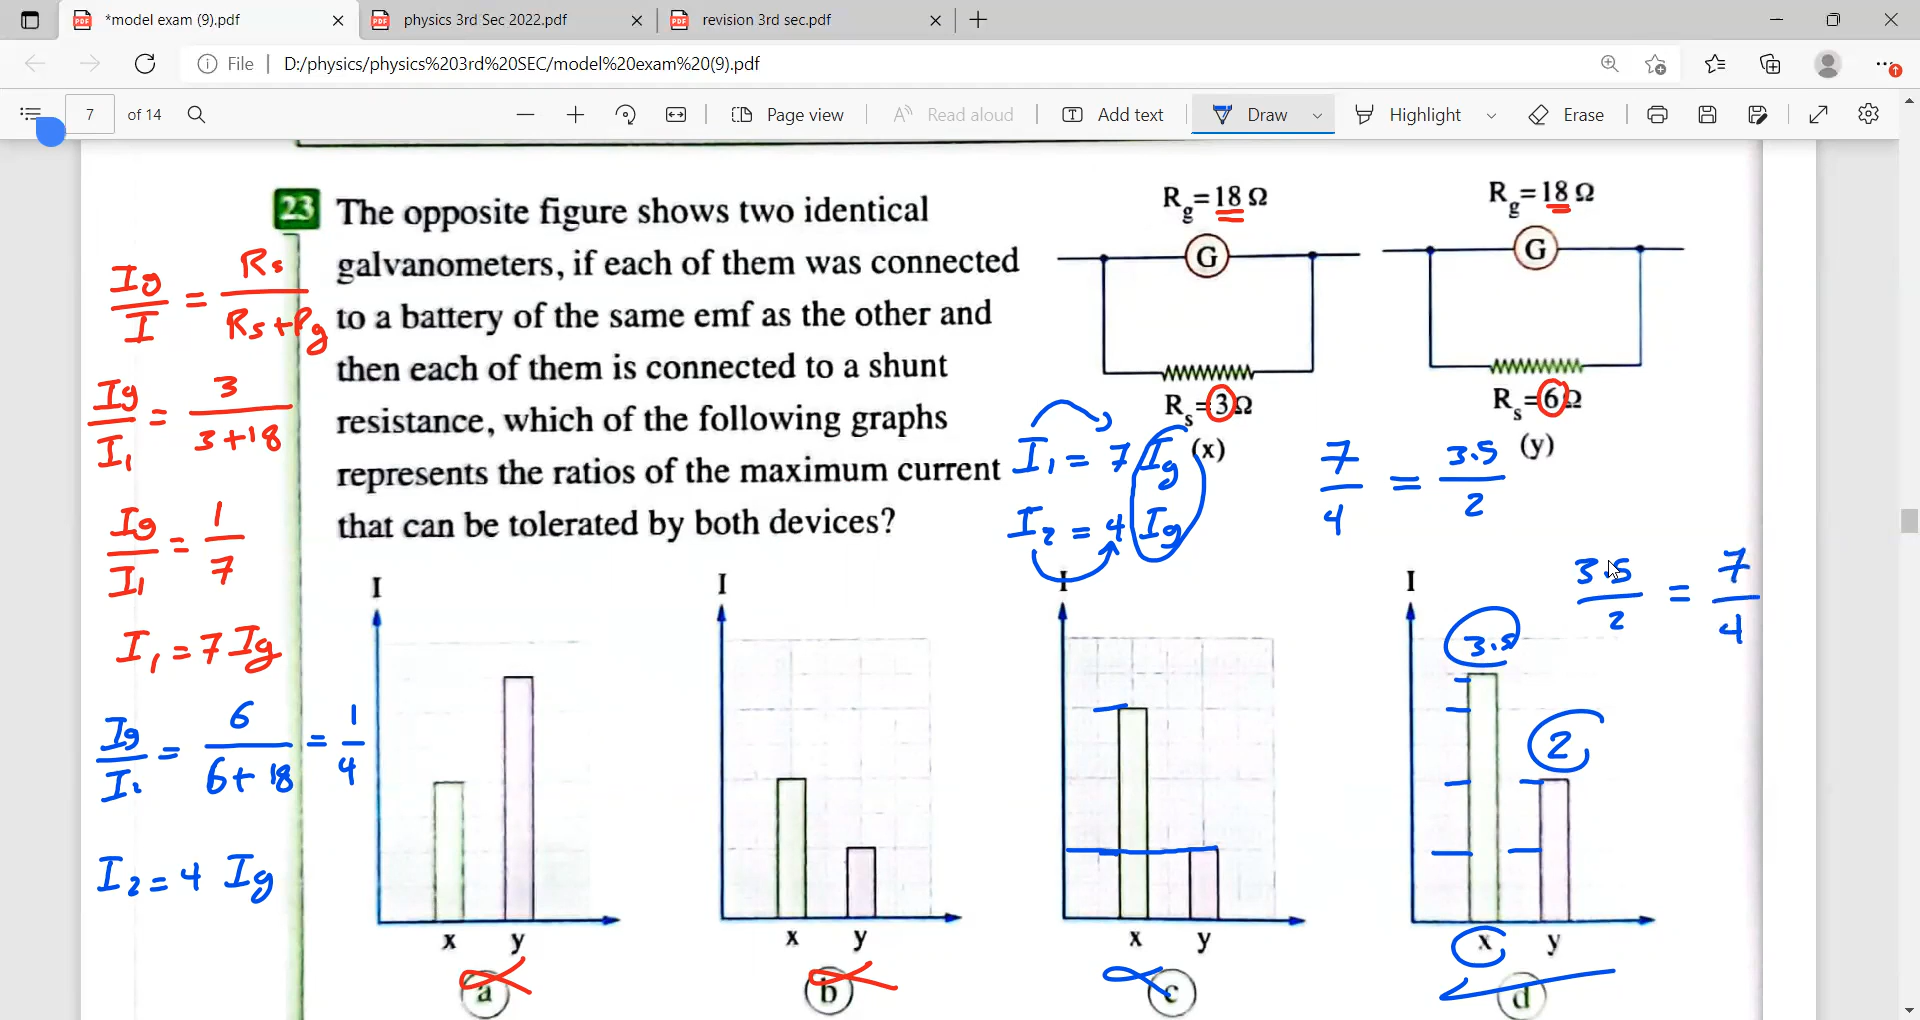 *model exam (9).pdf
physics 3rd Sec 2022.pdf
revision 3rd sec.pdf
File
D:/physics/physics%203rd%20SEC/model%20exam%20(9).pdf
7 of 14
Page view
Read aloud
Add text
Draw
Highlight
Erase
23 The opposite figure shows two identical
galvanometers, if each of them was connected
to a battery of the same emf as the other and
then each of them is connected to a shunt
resistance, which of the following graphs
represents the ratios of the maximum current
that can be tolerated by both devices?
Rg = 18 Ω
G
Rs = 3 Ω
(x)
Rg = 18 Ω
G
Rs = 6 Ω
(y)
Ig/I = Rs/(Rs+Rg)
Ig/I1 = 3/(3+18)
Ig/I1 = 1/7
I1 = 7 Ig
Ig/I2 = 6/(6+18) = 1/4
I2 = 4 Ig
I1 = 7 Ig
I2 = 4 Ig
7/4 = 3.5/2
3.5/2 = 7/4
I
x y
a
I
x y
b
I
x y
c
I
3.5
2
x y
d